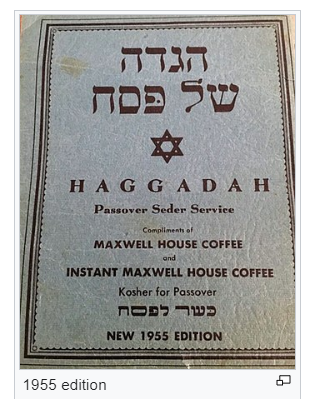 הגדה
של פסח
HAGGADAH
Passover Seder Service
Compliments of
MAXWELL HOUSE COFFEE
and
INSTANT MAXWELL HOUSE COFFEE
Kosher for Passover
כשר לפסח
NEW 1955 EDITION
1955 edition